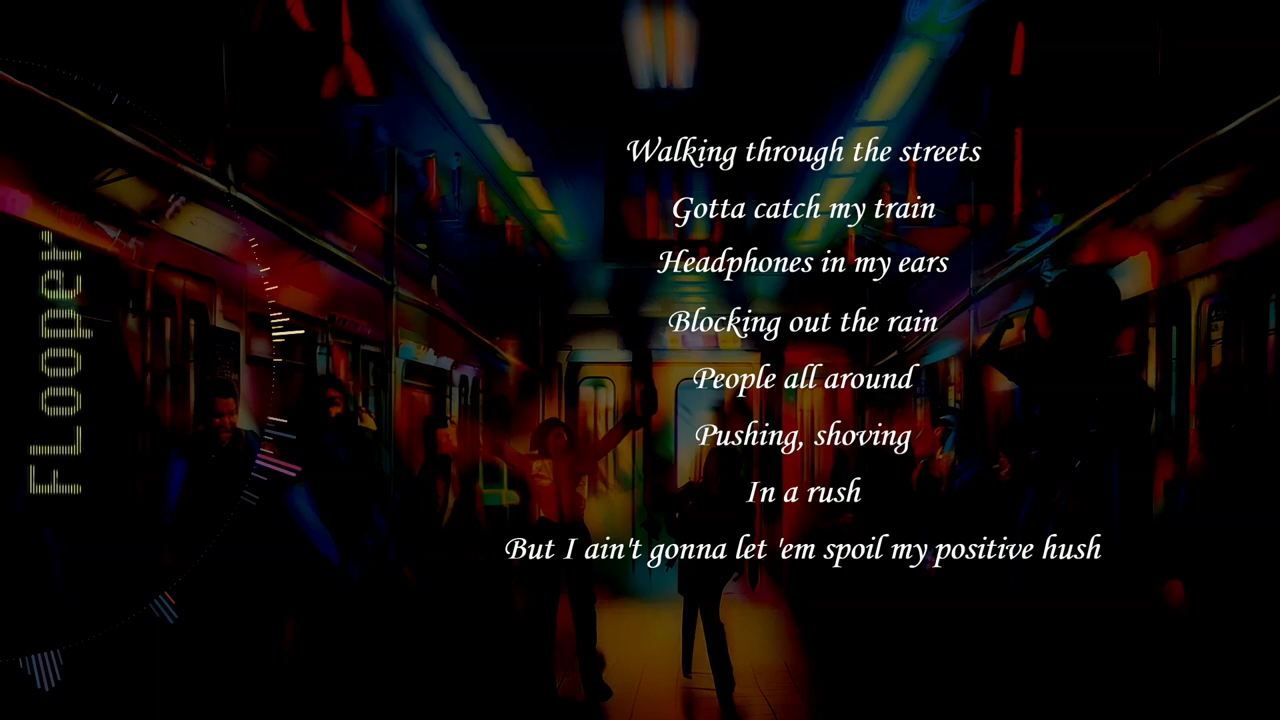 FLooper
Walking through the streets
Gotta catch my train
Headphones in my ears
Blocking out the rain
People all around
Pushing, shoving
In a rush
But I ain't gonna let 'em spoil my positive hush